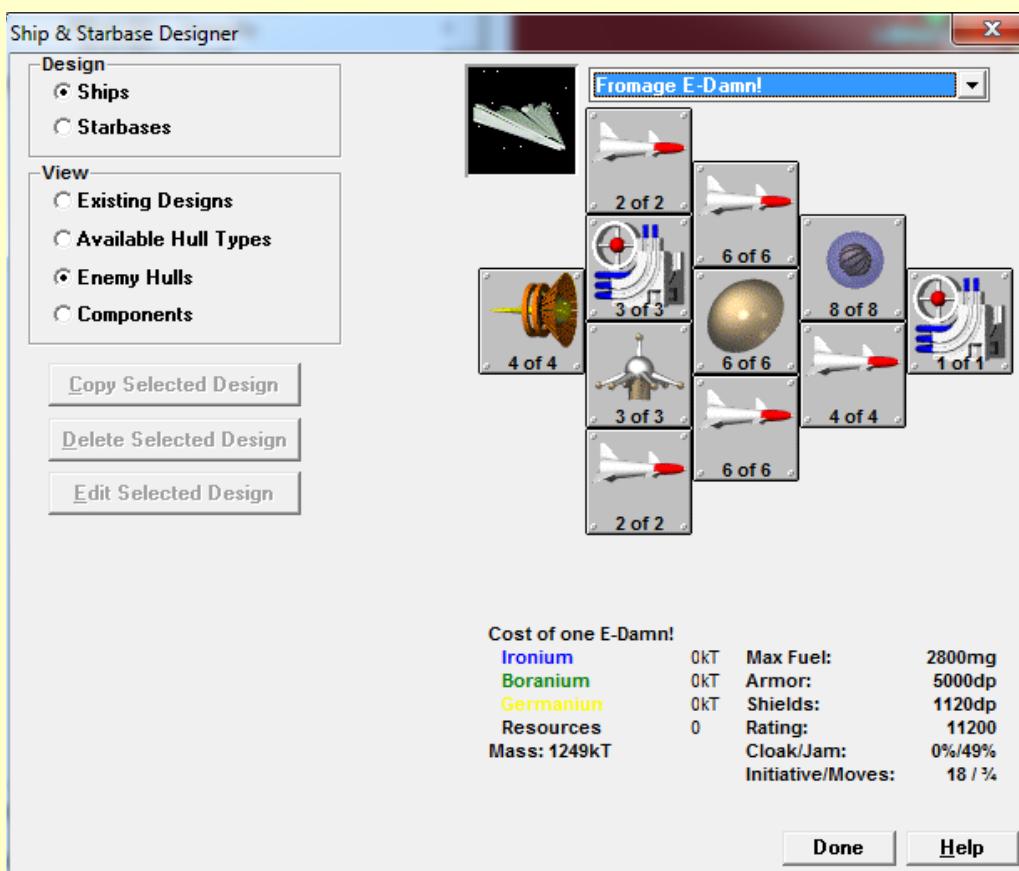 Ship & Starbase Designer
Design
Ships
Starbases
View
Existing Designs
Available Hull Types
Enemy Hulls
Components
Copy Selected Design
Delete Selected Design
Edit Selected Design
Fromage E-Damn!
2 of 2
6 of 6
3 of 3
8 of 8
4 of 4
6 of 6
1 of 1
3 of 3
4 of 4
6 of 6
2 of 2
Cost of one E-Damn!
Ironium 0kT
Boranium 0kT
Germaniun 0kT
Resources 0
Mass: 1249kT
Max Fuel: 2800mg
Armor: 5000dp
Shields: 1120dp
Rating: 11200
Cloak/Jam: 0%/49%
Initiative/Moves: 18 / ¾
Done
Help